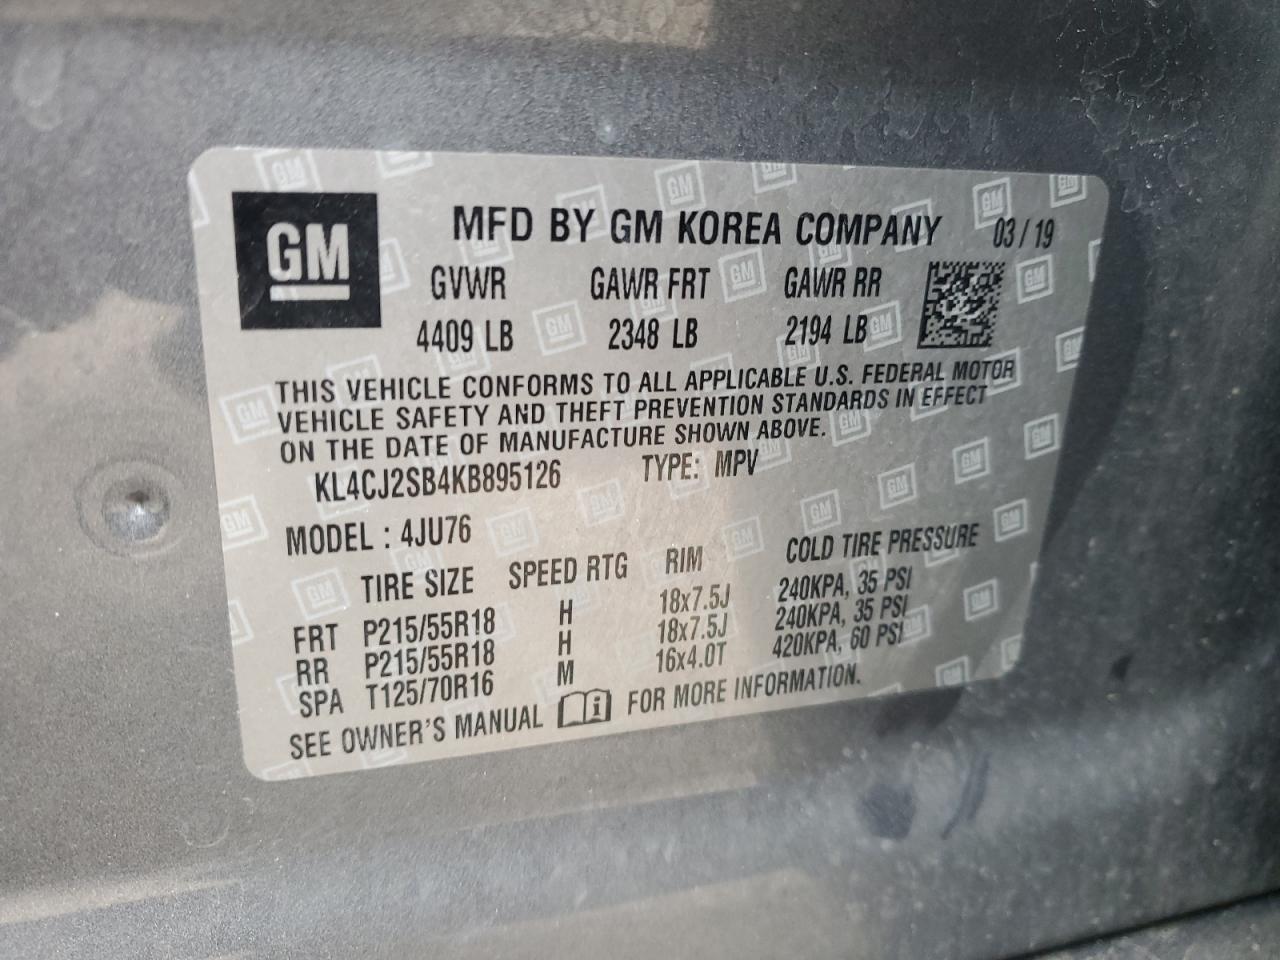 GM
MFD BY GM KOREA COMPANY 03/19
GVWR GAWR FRT GAWR RR
4409 LB 2348 LB 2194 LB
THIS VEHICLE CONFORMS TO ALL APPLICABLE U.S. FEDERAL MOTOR
VEHICLE SAFETY AND THEFT PREVENTION STANDARDS IN EFFECT
ON THE DATE OF MANUFACTURE SHOWN ABOVE.
KL4CJ2SB4KB895126 TYPE: MPV
MODEL : 4JU76
TIRE SIZE SPEED RTG RIM COLD TIRE PRESSURE
FRT P215/55R18 H 18x7.5J 240KPA, 35 PSI
RR P215/55R18 H 18x7.5J 240KPA, 35 PSI
SPA T125/70R16 M 16x4.0T 420KPA, 60 PSI
SEE OWNER'S MANUAL i FOR MORE INFORMATION.